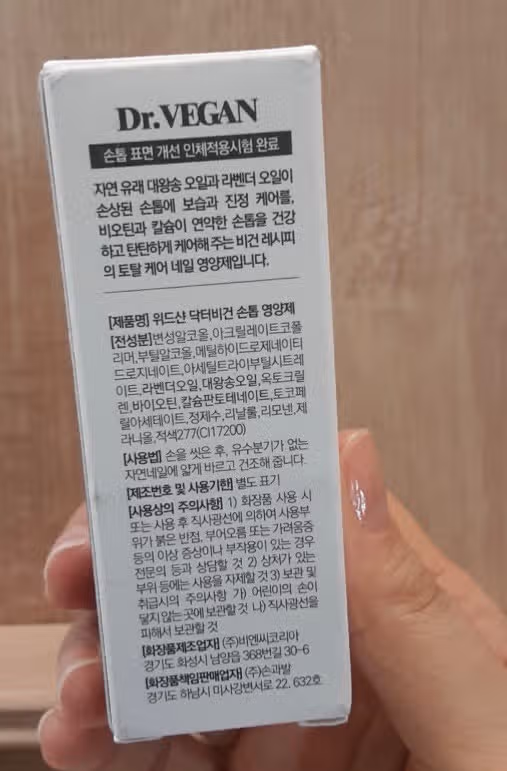 Dr.VEGAN
손톱 표면 개선 인체적용시험 완료
자연 유래 대왕송 오일과 라벤더 오일이
손상된 손톱에 보습과 진정 케어를,
비오틴과 칼슘이 연약한 손톱을 건강
하고 탄탄하게 케어해 주는 비건 레시피
의 토탈 케어 네일 영양제입니다.
[제품명] 위드샨 닥터비건 손톱 영양제
[전성분]변성알코올,아크릴레이트코폴
리머,부틸알코올,메틸하이드로제네이티
드로지네이트,아세틸트라이부틸시트레
이트,라벤더오일,대왕송오일,옥토크릴
렌,바이오틴,칼슘판토테네이트,토코페
릴아세테이트,정제수,리날룰,리모넨,제
라니올,적색277(CI17200)
[사용법] 손을 씻은 후, 유수분기가 없는
자연네일에 얇게 바르고 건조해 줍니다.
[제조번호 및 사용기한] 별도 표기
[사용상의 주의사항] 1) 화장품 사용 시
또는 사용 후 직사광선에 의하여 사용부
위가 붉은 반점, 부어오름 또는 가려움증
등의 이상 증상이나 부작용이 있는 경우
전문의 등과 상담할 것 2) 상처가 있는
부위 등에는 사용을 자제할 것 3) 보관 및
취급시의 주의사항 가) 어린이의 손이
닿지 않는 곳에 보관할 것 나) 직사광선을
피해서 보관할 것
[화장품제조업자] (주)비엔씨코리아
경기도 화성시 남양읍 368번길 30-6
[화장품책임판매업자] (주)손과발
경기도 하남시 미사강변서로 22, 632호